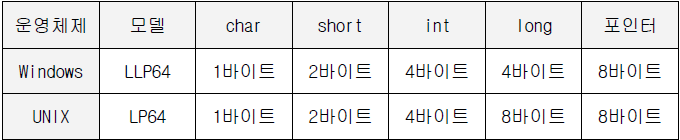 운영체제 모델 char short int long 포인터
Windows LLP64 1바이트 2바이트 4바이트 4바이트 8바이트
UNIX LP64 1바이트 2바이트 4바이트 8바이트 8바이트